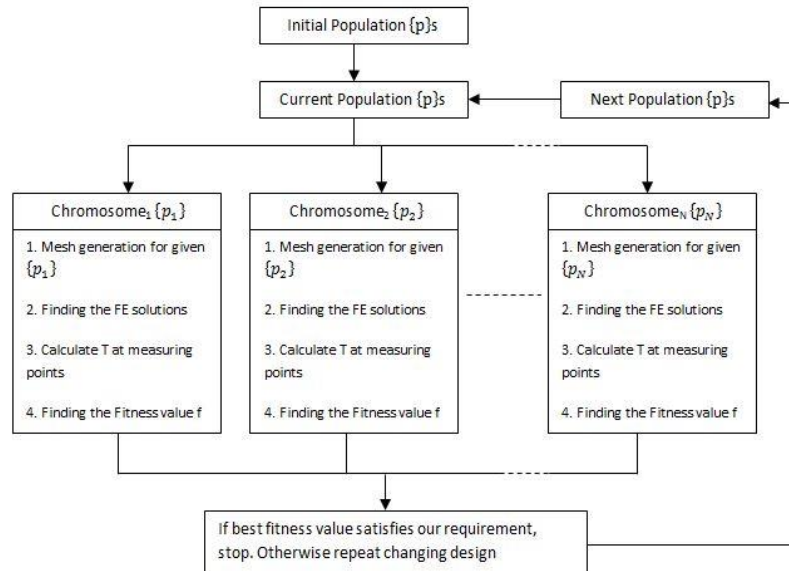 Initial Population {p}s
Current Population {p}s
Next Population {p}s
Chromosome₁ {p₁}
1. Mesh generation for given
{p₁}
2. Finding the FE solutions
3. Calculate T at measuring
points
4. Finding the Fitness value f
Chromosome₂ {p₂}
1. Mesh generation for given
{p₂}
2. Finding the FE solutions
3. Calculate T at measuring
points
4. Finding the Fitness value f
Chromosome_N {p_N}
1. Mesh generation for given
{p_N}
2. Finding the FE solutions
3. Calculate T at measuring
points
4. Finding the Fitness value f
If best fitness value satisfies our requirement,
stop. Otherwise repeat changing design